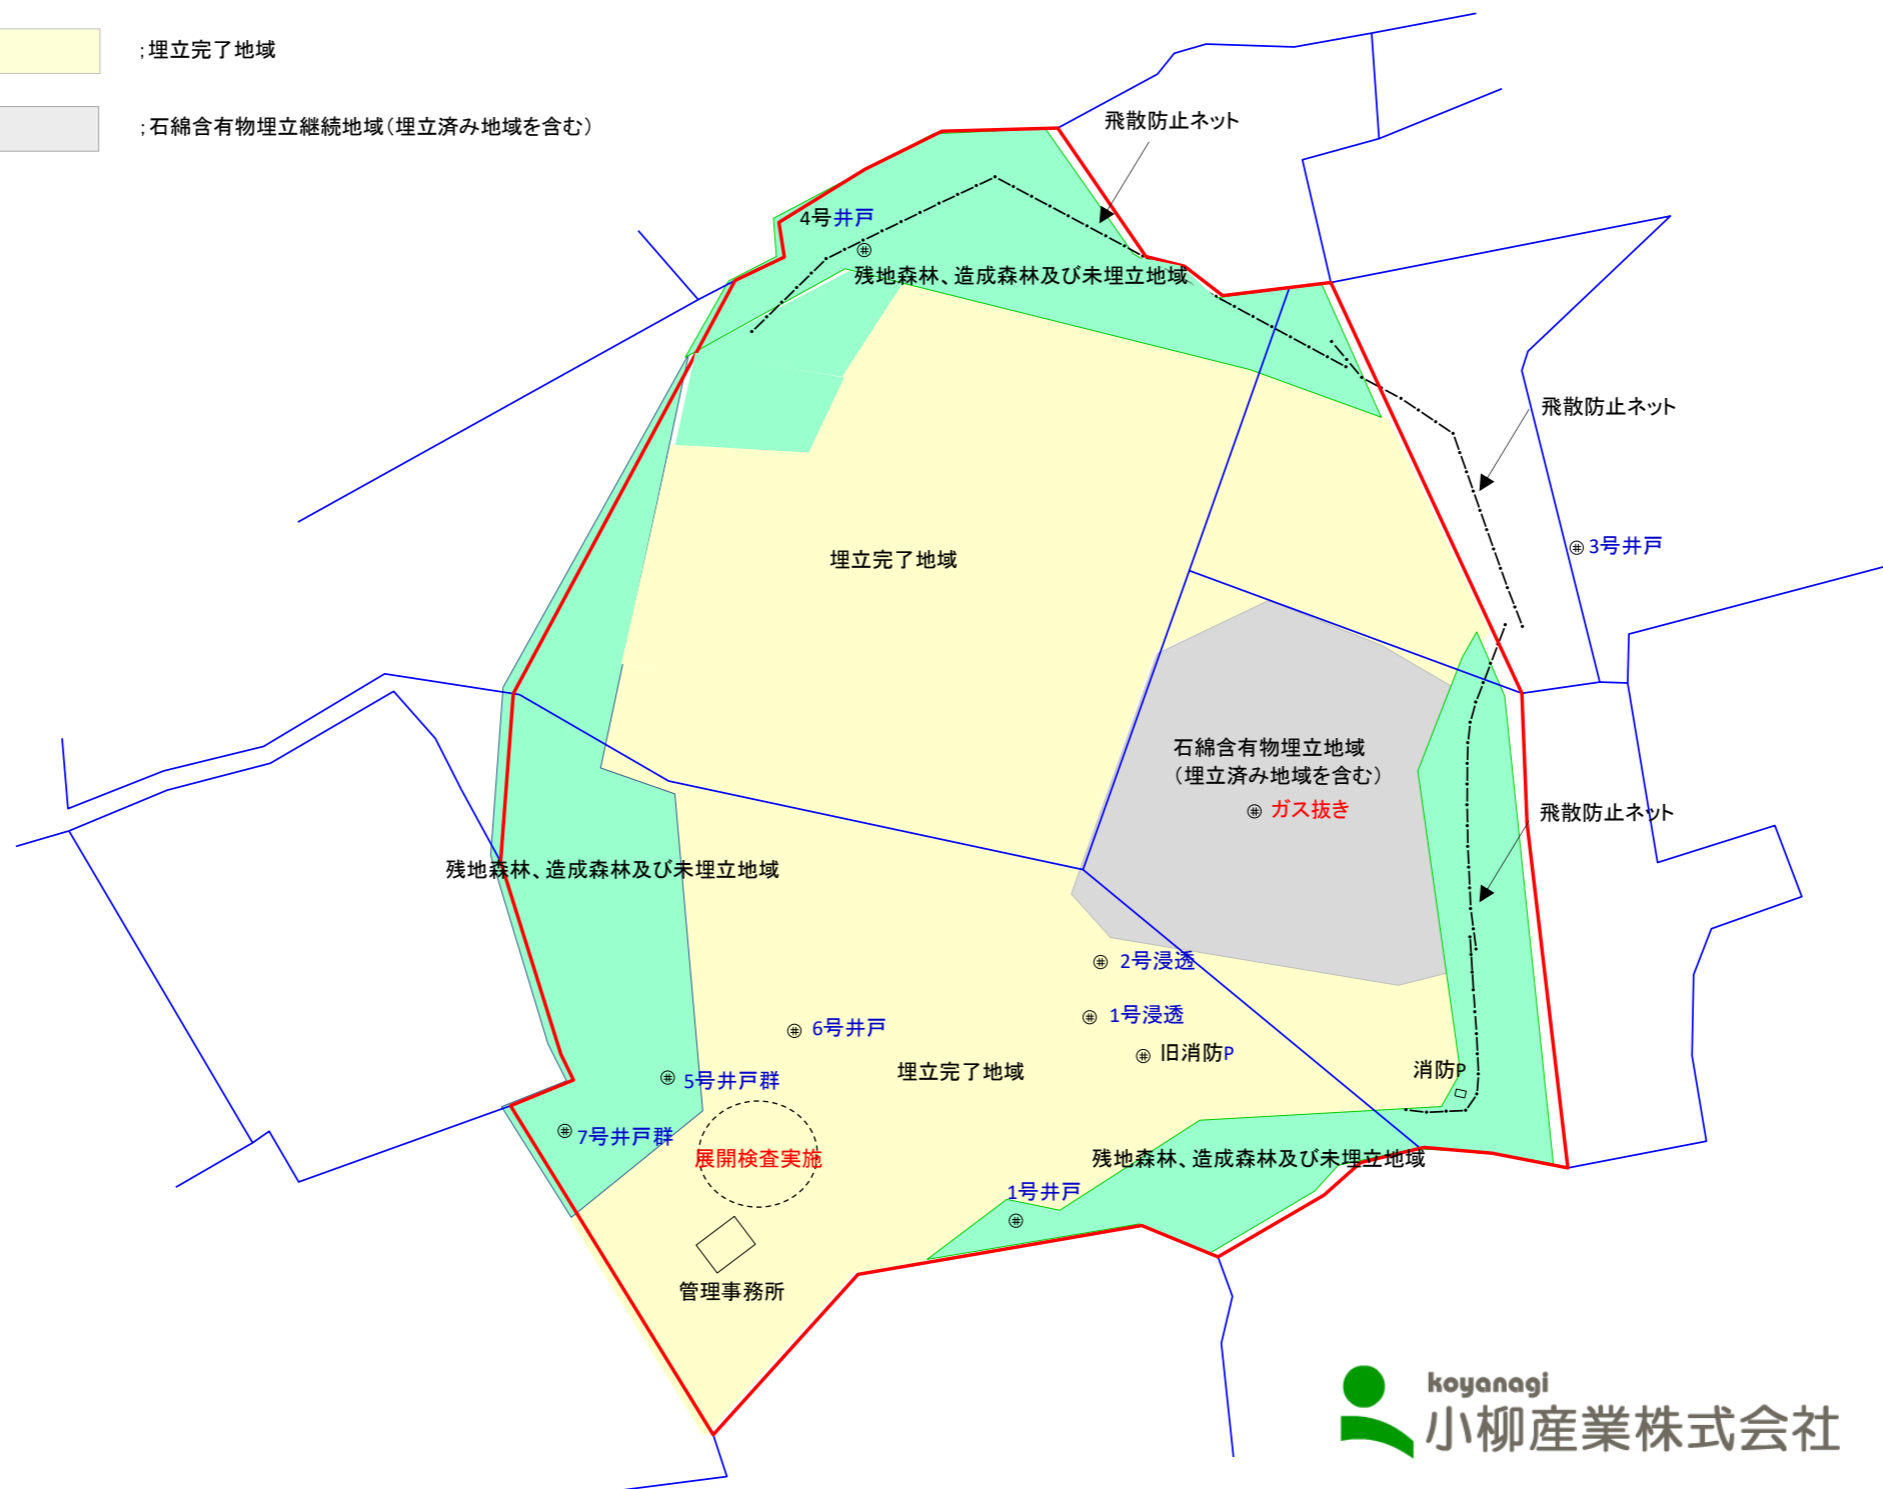 ;埋立完了地域
;石綿含有物埋立継続地域(埋立済み地域を含む)
飛散防止ネット
4号井戸
残地森林、造成森林及び未埋立地域
飛散防止ネット
3号井戸
埋立完了地域
石綿含有物埋立地域
(埋立済み地域を含む)
ガス抜き
飛散防止ネット
残地森林、造成森林及び未埋立地域
2号浸透
1号浸透
6号井戸
旧消防P
埋立完了地域
消防P
5号井戸群
7号井戸群
展開検査実施
残地森林、造成森林及び未埋立地域
1号井戸
管理事務所
koyanagi
小柳産業株式会社